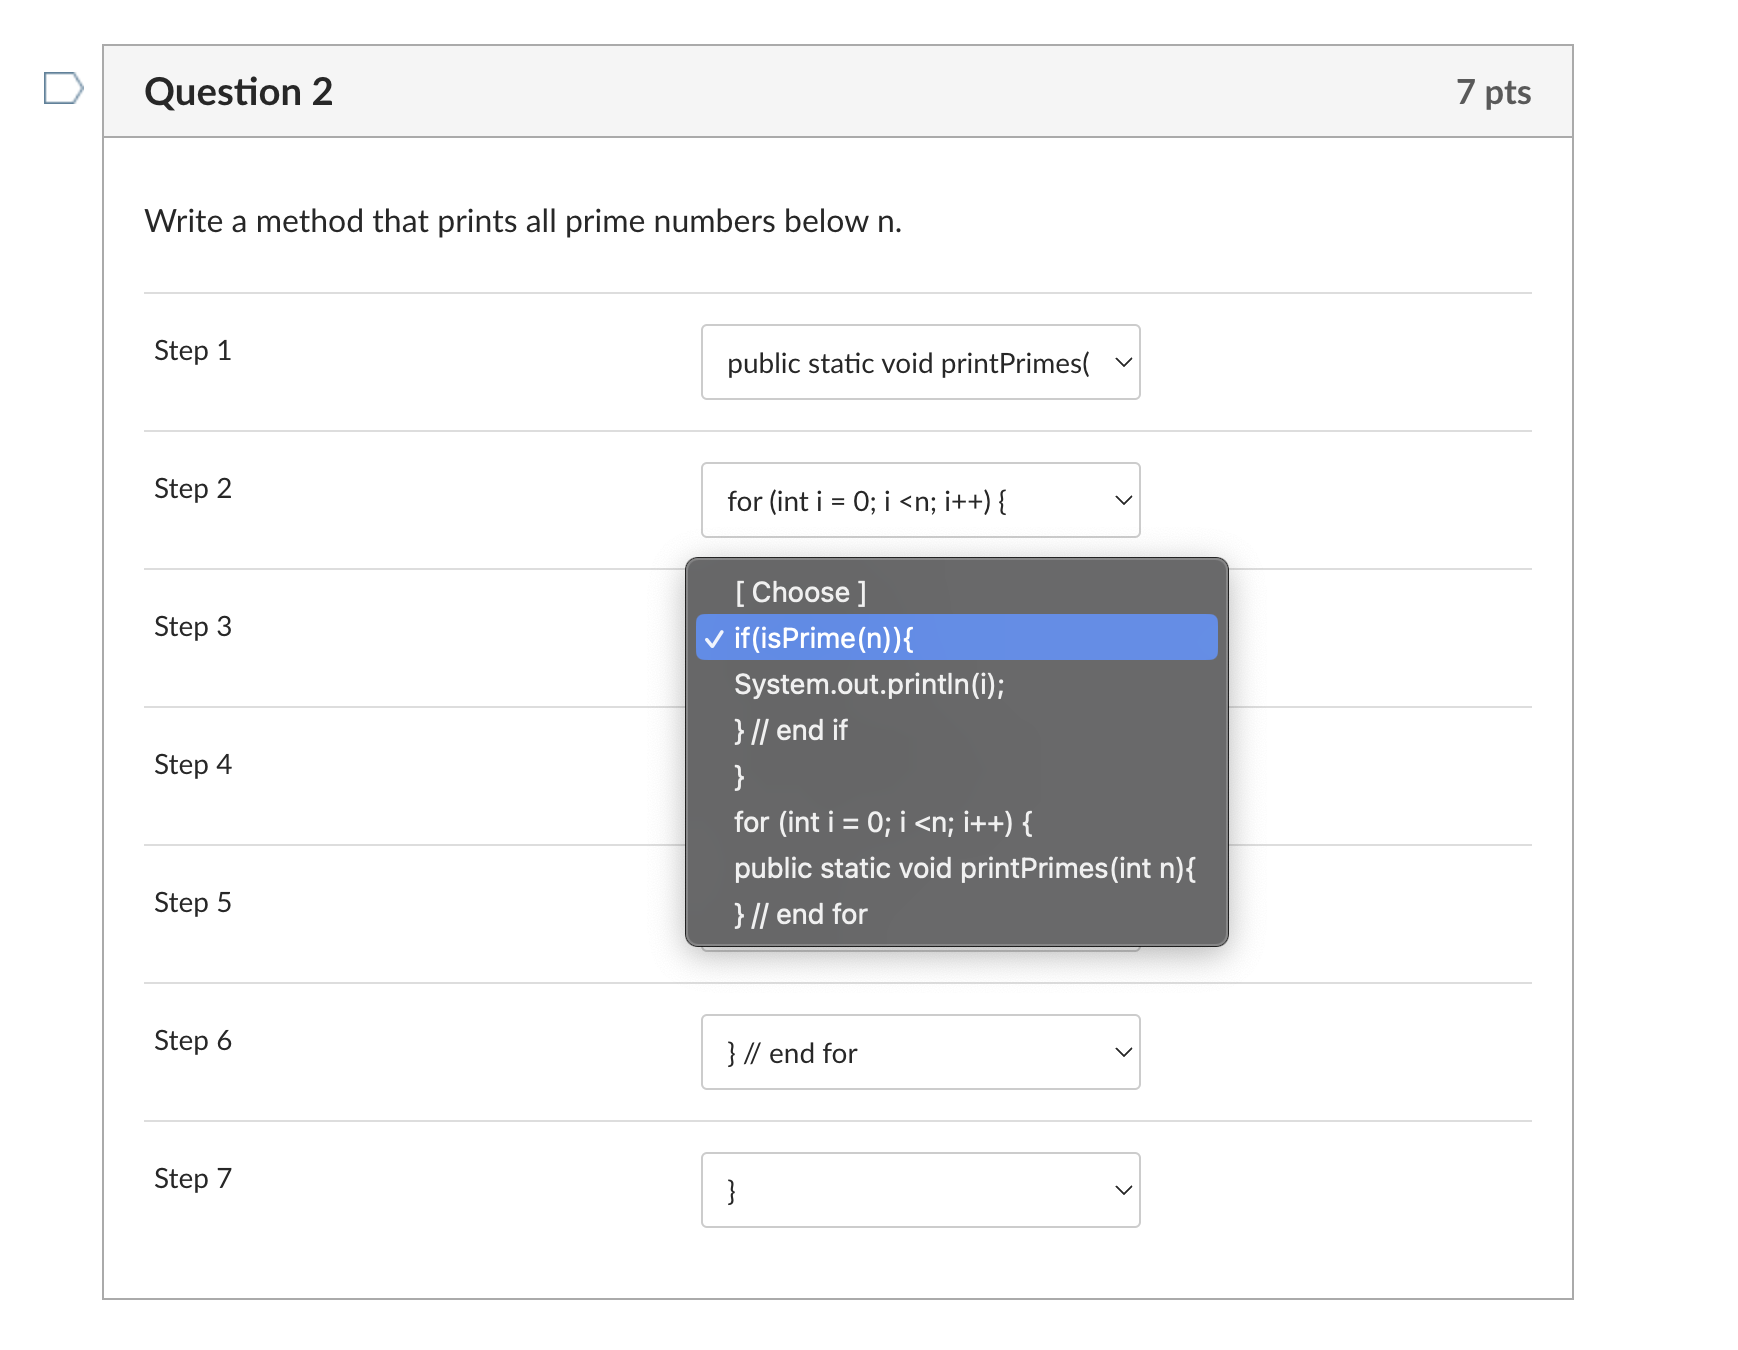 Question 2
7 pts
Write a method that prints all prime numbers below n.
Step 1
public static void printPrimes(
Step 2
for (int i = 0; i <n; i++) {
Step 3
[ Choose ]
✓ if(isPrime(n)){
System.out.println(i);
} // end if
}
for (int i = 0; i <n; i++) {
public static void printPrimes(int n){
} // end for
Step 4
Step 5
Step 6
} // end for
Step 7
}